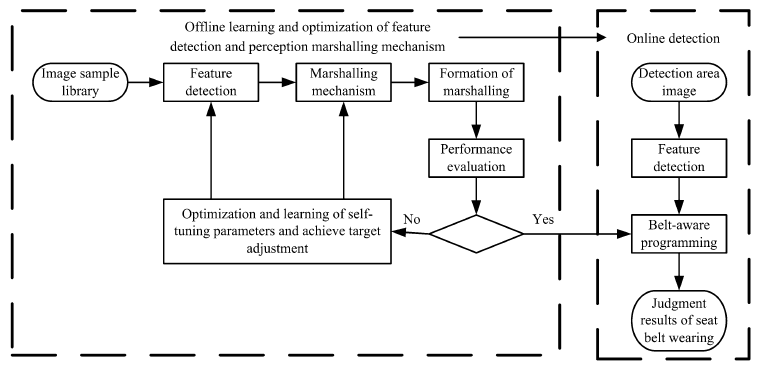 Offline learning and optimization of feature
detection and perception marshalling mechanism
Online detection
Image sample
library
Feature
detection
Marshalling
mechanism
Formation of
marshalling
Performance
evaluation
Optimization and learning of self-
tuning parameters and achieve target
adjustment
No
Yes
Detection area
image
Feature
detection
Belt-aware
programming
Judgment
results of seat
belt wearing